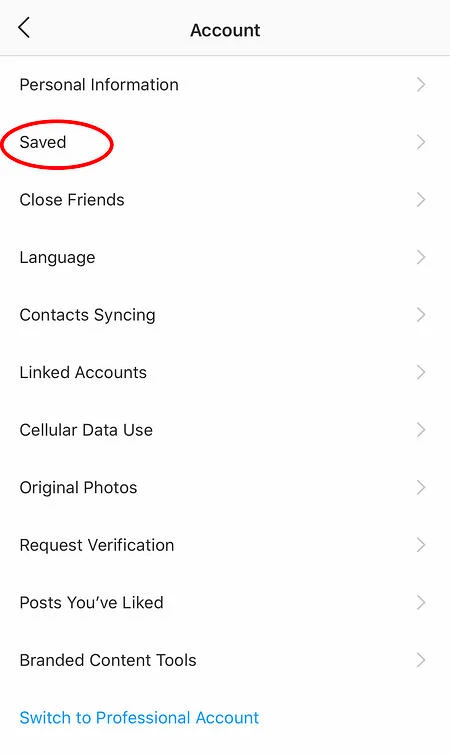 Account
Personal Information
Saved
Close Friends
Language
Contacts Syncing
Linked Accounts
Cellular Data Use
Original Photos
Request Verification
Posts You’ve Liked
Branded Content Tools
Switch to Professional Account